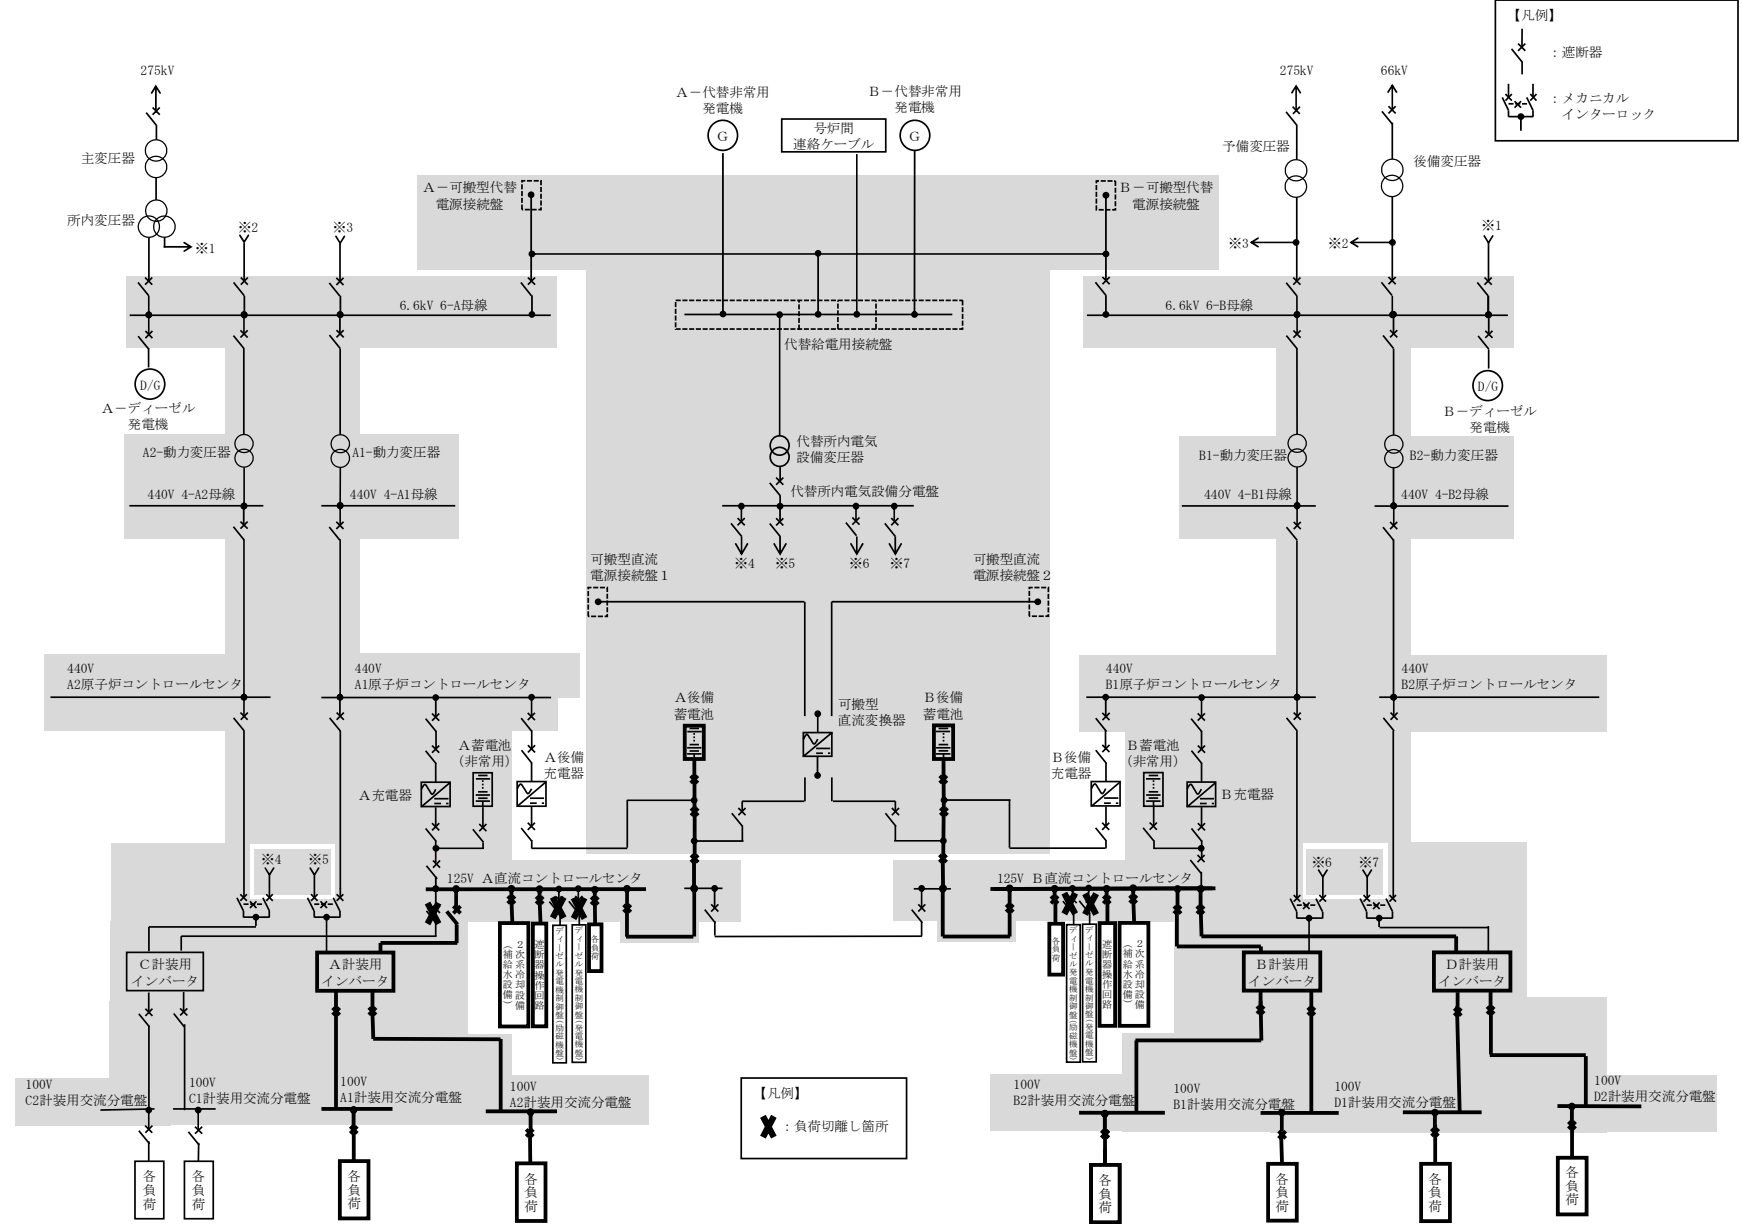 【凡例】
：遮断器
：メカニカル
インターロック
275kV
主変圧器
所内変圧器
※1
※2
※3
A－代替非常用
発電機
G
号炉間
連絡ケーブル
B－代替非常用
発電機
G
275kV
66kV
予備変圧器
後備変圧器
※3
※2
※1
A－可搬型代替
電源接続盤
B－可搬型代替
電源接続盤
6.6kV 6-A母線
6.6kV 6-B母線
代替給電用接続盤
D/G
A－ディーゼル
発電機
D/G
B－ディーゼル
発電機
A2-動力変圧器
A1-動力変圧器
代替所内電気
設備変圧器
B1-動力変圧器
B2-動力変圧器
440V 4-A2母線
440V 4-A1母線
代替所内電気設備分電盤
440V 4-B1母線
440V 4-B2母線
※4
※5
※6
※7
可搬型直流
電源接続盤１
可搬型直流
電源接続盤２
440V
A2原子炉コントロールセンタ
440V
A1原子炉コントロールセンタ
440V
B1原子炉コントロールセンタ
440V
B2原子炉コントロールセンタ
A後備
蓄電池
可搬型
直流変換器
B後備
蓄電池
A充電器
A蓄電池
(非常用)
A後備
充電器
B後備
充電器
B蓄電池
(非常用)
B充電器
※4
※5
※6
※7
125V A直流コントロールセンタ
125V B直流コントロールセンタ
C計装用
インバータ
A計装用
インバータ
２次系冷却設備
（補給水設備）
遮断器操作回路
ディーゼル発電機制御盤(励磁機盤)
ディーゼル発電機制御盤(発電機盤)
各負荷
各負荷
ディーゼル発電機制御盤(励磁機盤)
ディーゼル発電機制御盤(発電機盤)
遮断器操作回路
２次系冷却設備
（補給水設備）
B計装用
インバータ
D計装用
インバータ
100V
C2計装用交流分電盤
100V
C1計装用交流分電盤
100V
A1計装用交流分電盤
100V
A2計装用交流分電盤
100V
B2計装用交流分電盤
100V
B1計装用交流分電盤
100V
D1計装用交流分電盤
100V
D2計装用交流分電盤
【凡例】
：負荷切離し箇所
各負荷
各負荷
各負荷
各負荷
各負荷
各負荷
各負荷
各負荷